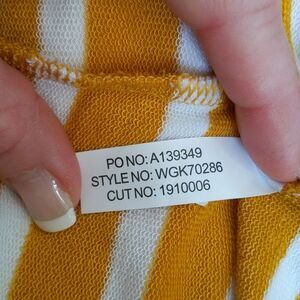 PO NO: A139349
STYLE NO: WGK70286
CUT NO: 1910006